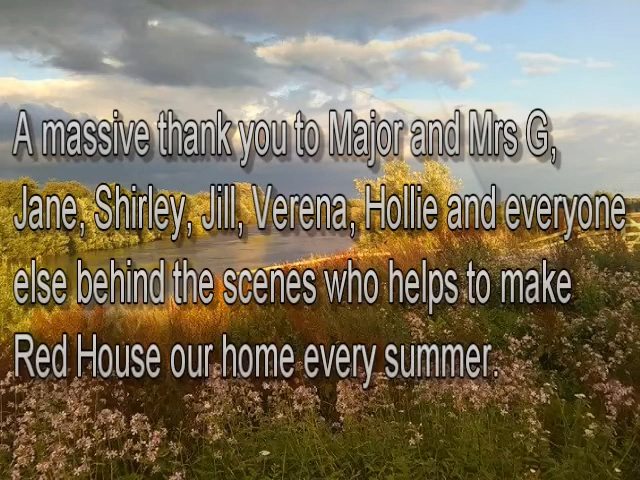 A massive thank you to Major and Mrs G,
Jane, Shirley, Jill, Verena, Hollie and everyone
else behind the scenes who helps to make
Red House our home every summer.